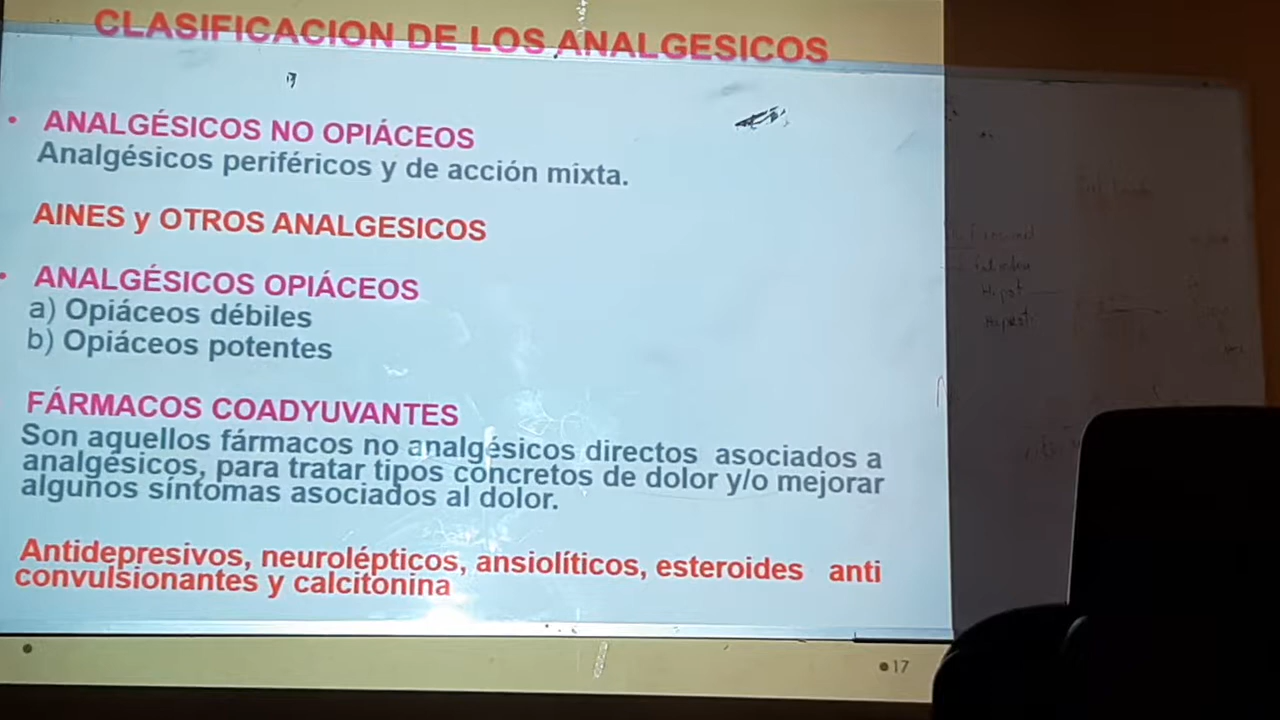 CLASIFICACION DE LOS ANALGESICOS
• ANALGÉSICOS NO OPIÁCEOS
Analgésicos periféricos y de acción mixta.
AINES y OTROS ANALGESICOS
• ANALGÉSICOS OPIÁCEOS
a) Opiáceos débiles
b) Opiáceos potentes
FÁRMACOS COADYUVANTES
Son aquellos fármacos no analgésicos directos asociados a
analgésicos, para tratar tipos concretos de dolor y/o mejorar
algunos síntomas asociados al dolor.
Antidepresivos, neurolépticos, ansiolíticos, esteroides anti
convulsionantes y calcitonina
•17